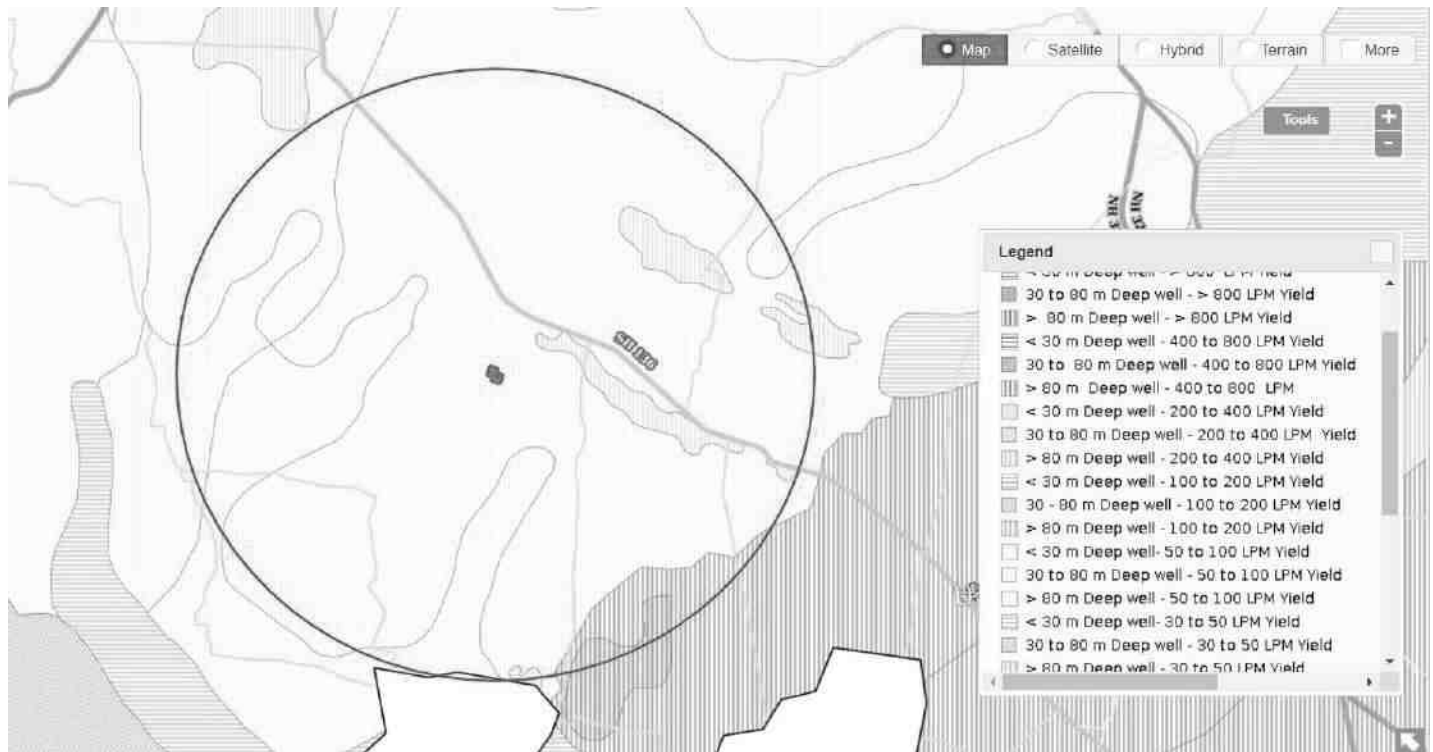 Map
Satellite
Hybrid
Terrain
More
Tools
+
-
SH 136
Legend
30 to 80 m Deep well - > 800 LPM Yield
> 80 m Deep well - > 800 LPM Yield
< 30 m Deep well - 400 to 800 LPM Yield
30 to 80 m Deep well - 400 to 800 LPM Yield
> 80 m Deep well - 400 to 800 LPM
< 30 m Deep well - 200 to 400 LPM Yield
30 to 80 m Deep well - 200 to 400 LPM Yield
> 80 m Deep well - 200 to 400 LPM Yield
< 30 m Deep well - 100 to 200 LPM Yield
30 - 80 m Deep well - 100 to 200 LPM Yield
> 80 m Deep well - 100 to 200 LPM Yield
< 30 m Deep well- 50 to 100 LPM Yield
30 to 80 m Deep well - 50 to 100 LPM Yield
> 80 m Deep well - 50 to 100 LPM Yield
< 30 m Deep well- 30 to 50 LPM Yield
30 to 80 m Deep well - 30 to 50 LPM Yield
> 80 m Deep well - 30 to 50 LPM Yield